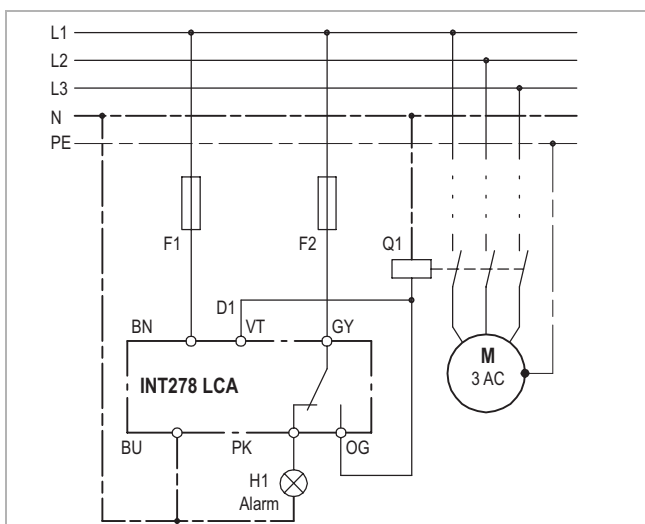 L1
L2
L3
N
PE
F1
F2
Q1
D1
BN
VT
GY
M
3 AC
INT278 LCA
BU
PK
OG
H1
Alarm